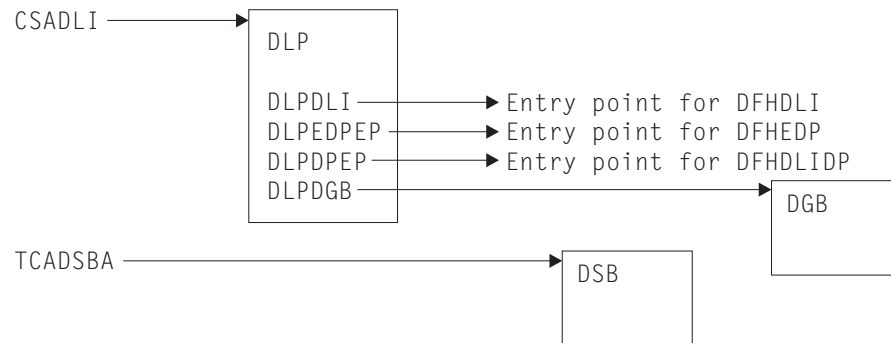 CSADLI
DLP
DLPDLI Entry point for DFHDLI
DLPEDPEP Entry point for DFHEDP
DLPDPEP Entry point for DFHDLIDP
DLPDGB
DGB
TCADSBA
DSB